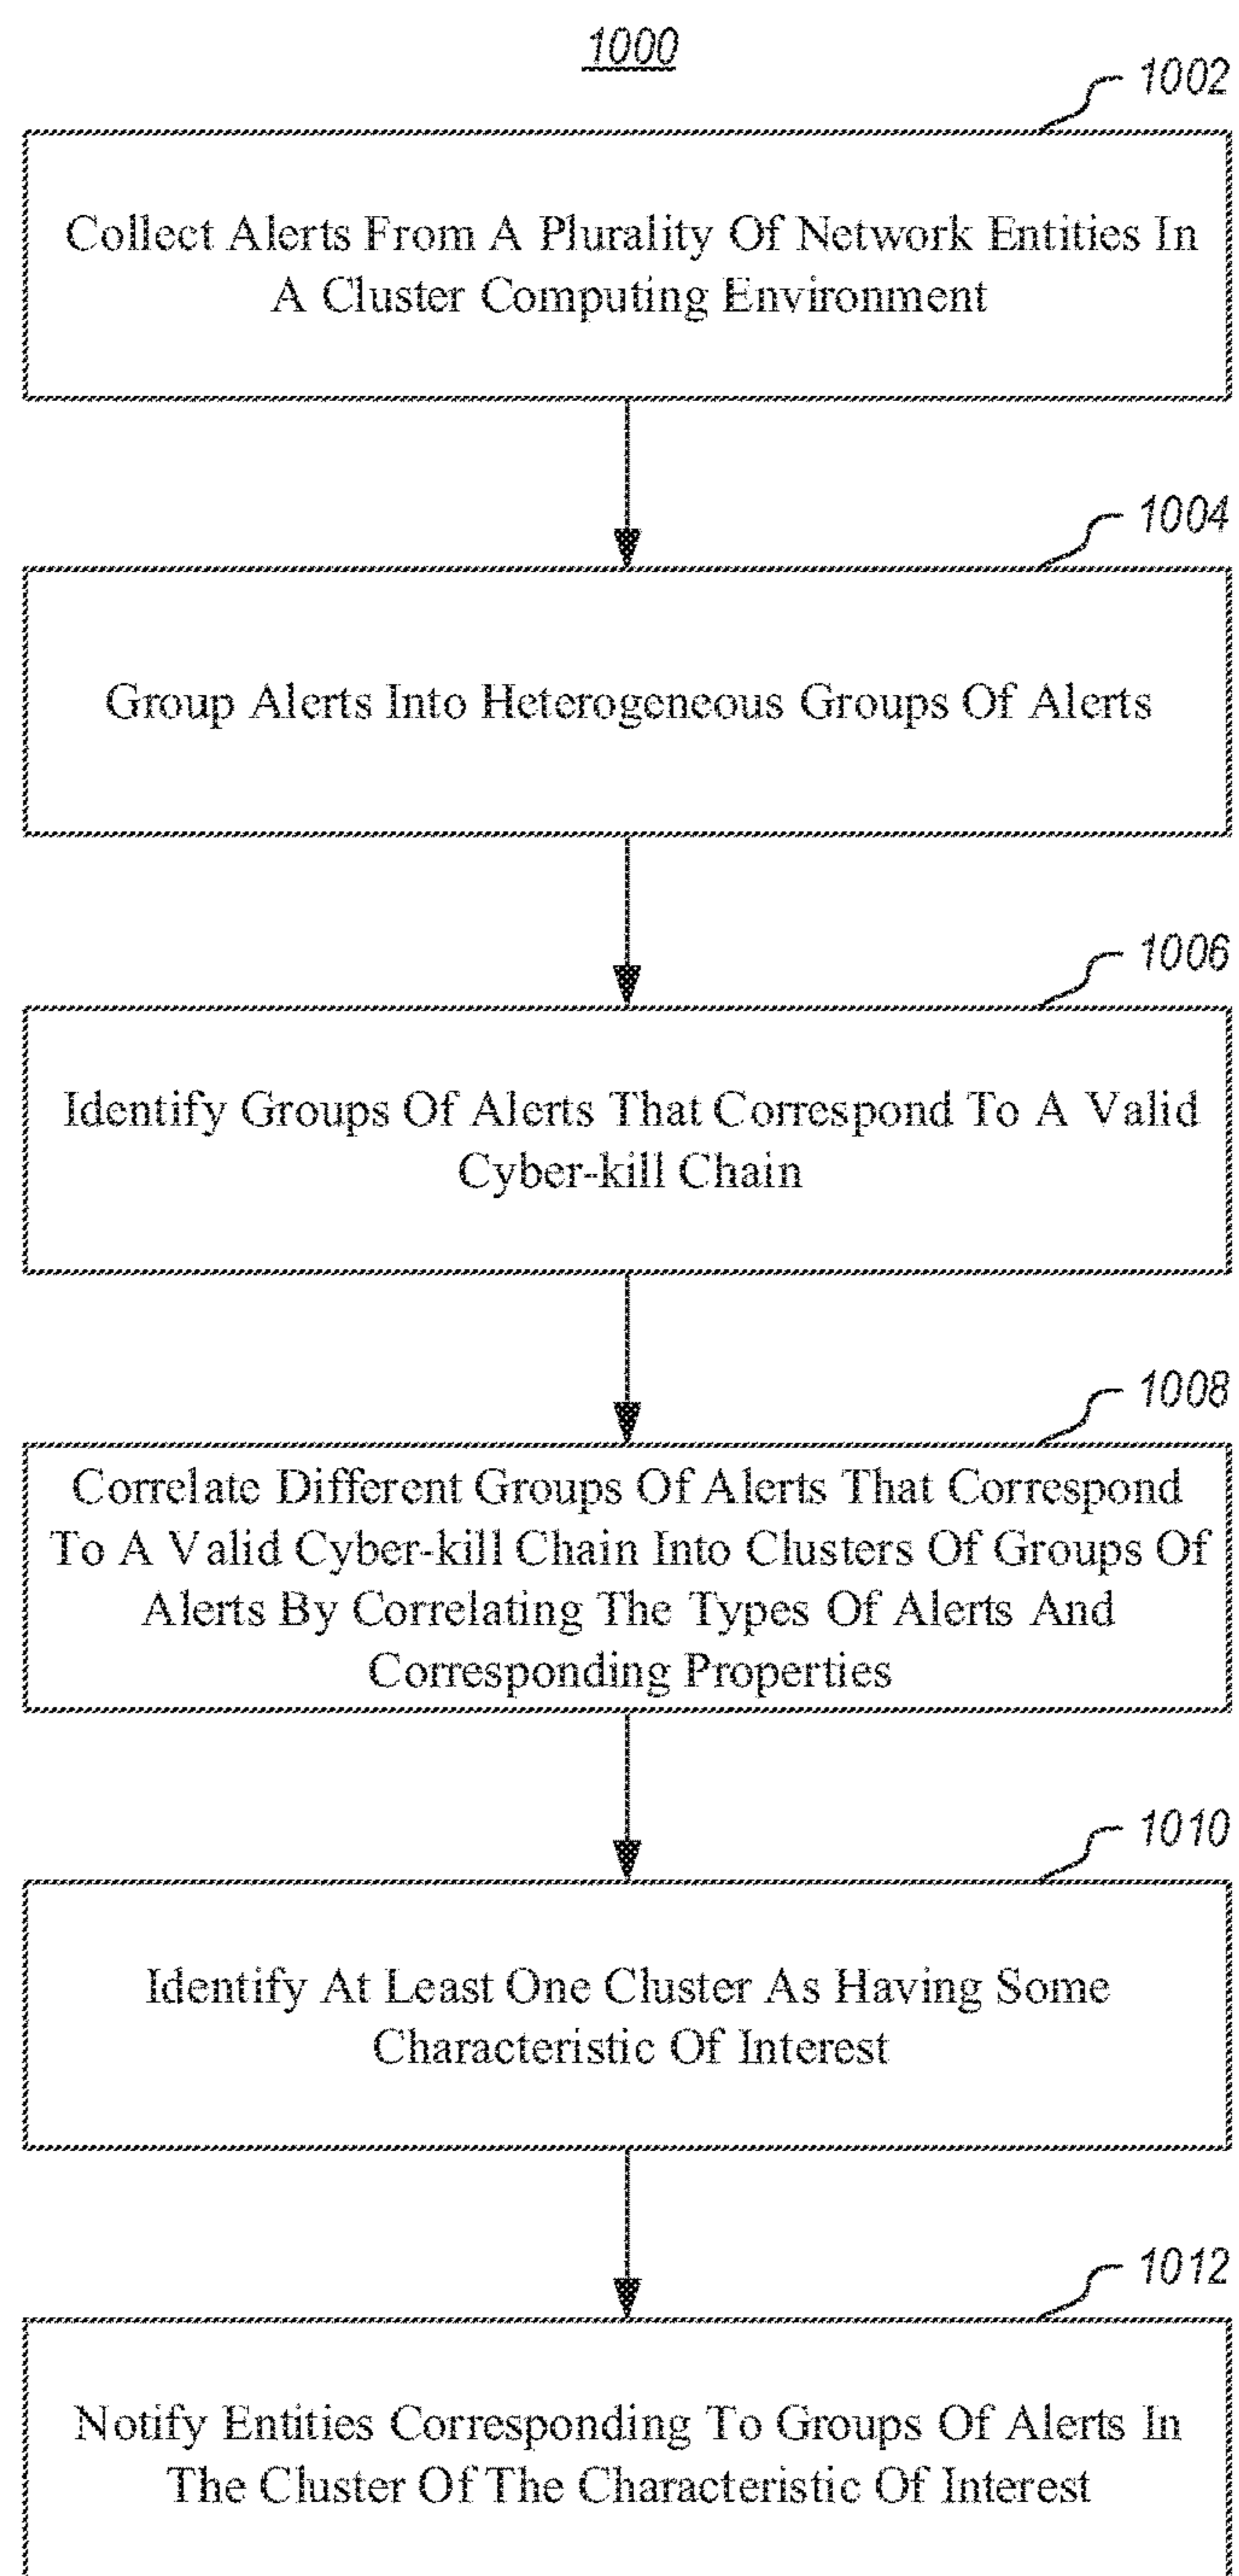 1000
1002
Collect Alerts From A Plurality Of Network Entities In
A Cluster Computing Environment
1004
Group Alerts Into Heterogeneous Groups Of Alerts
1006
Identify Groups Of Alerts That Correspond To A Valid
Cyber-kill Chain
1008
Correlate Different Groups Of Alerts That Correspond
To A Valid Cyber-kill Chain Into Clusters Of Groups Of
Alerts By Correlating The Types Of Alerts And
Corresponding Properties
1010
Identify At Least One Cluster As Having Some
Characteristic Of Interest
1012
Notify Entities Corresponding To Groups Of Alerts In
The Cluster Of The Characteristic Of Interest